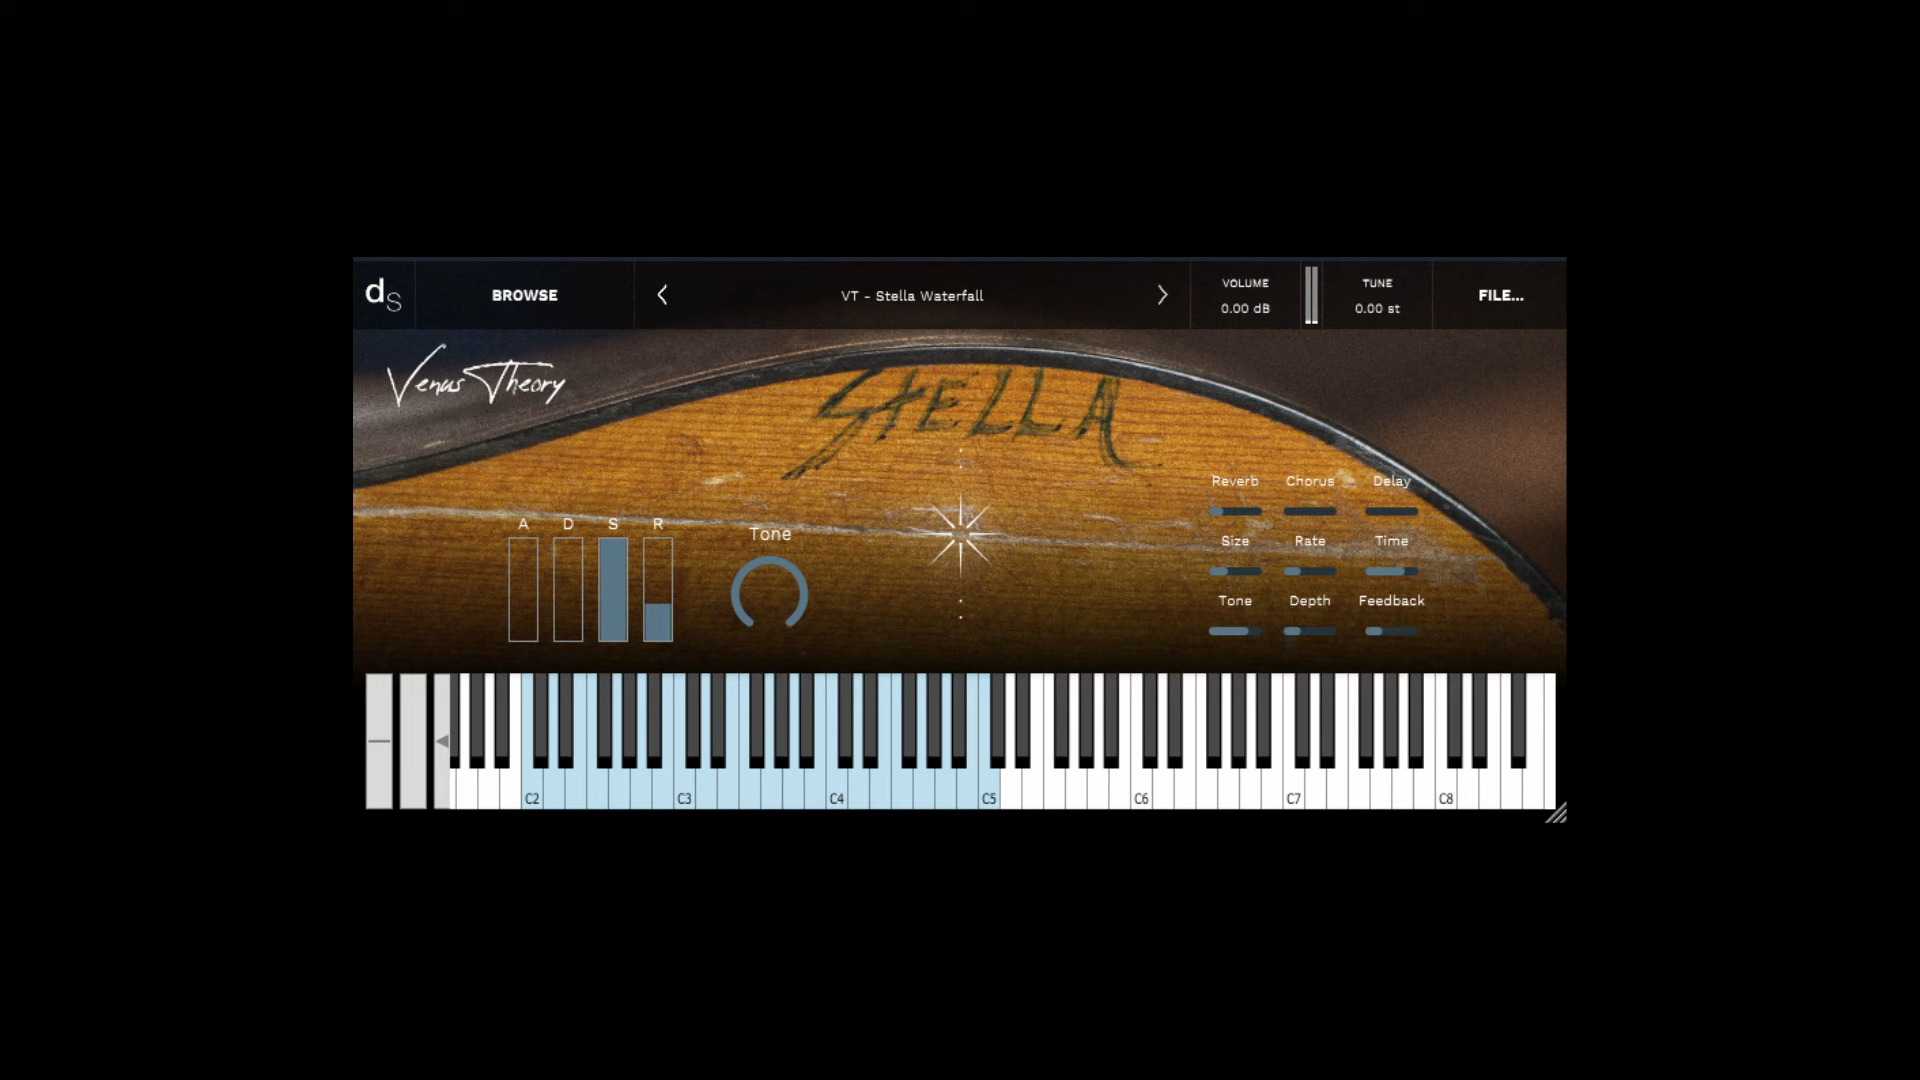 ds
BROWSE
VT - Stella Waterfall
VOLUME
0.00 dB
TUNE
0.00 st
FILE...
Venus Theory
STELLA
A D S R
Tone
Reverb Chorus Delay
Size Rate Time
Tone Depth Feedback
C2 C3 C4 C5 C6 C7 C8